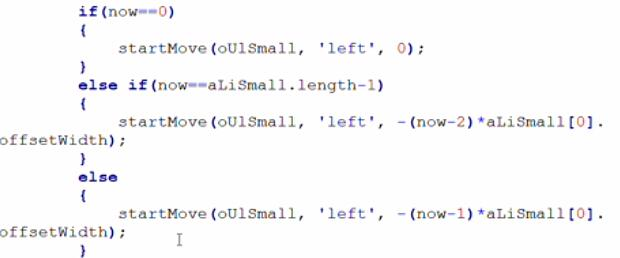 if(now==0)
{
startMove(oUlSmall, 'left', 0);
}
else if(now==aLiSmall.length-1)
{
startMove(oUlSmall, 'left', -(now-2)*aLiSmall[0].
offsetWidth);
}
else
{
startMove(oUlSmall, 'left', -(now-1)*aLiSmall[0].
offsetWidth);
}